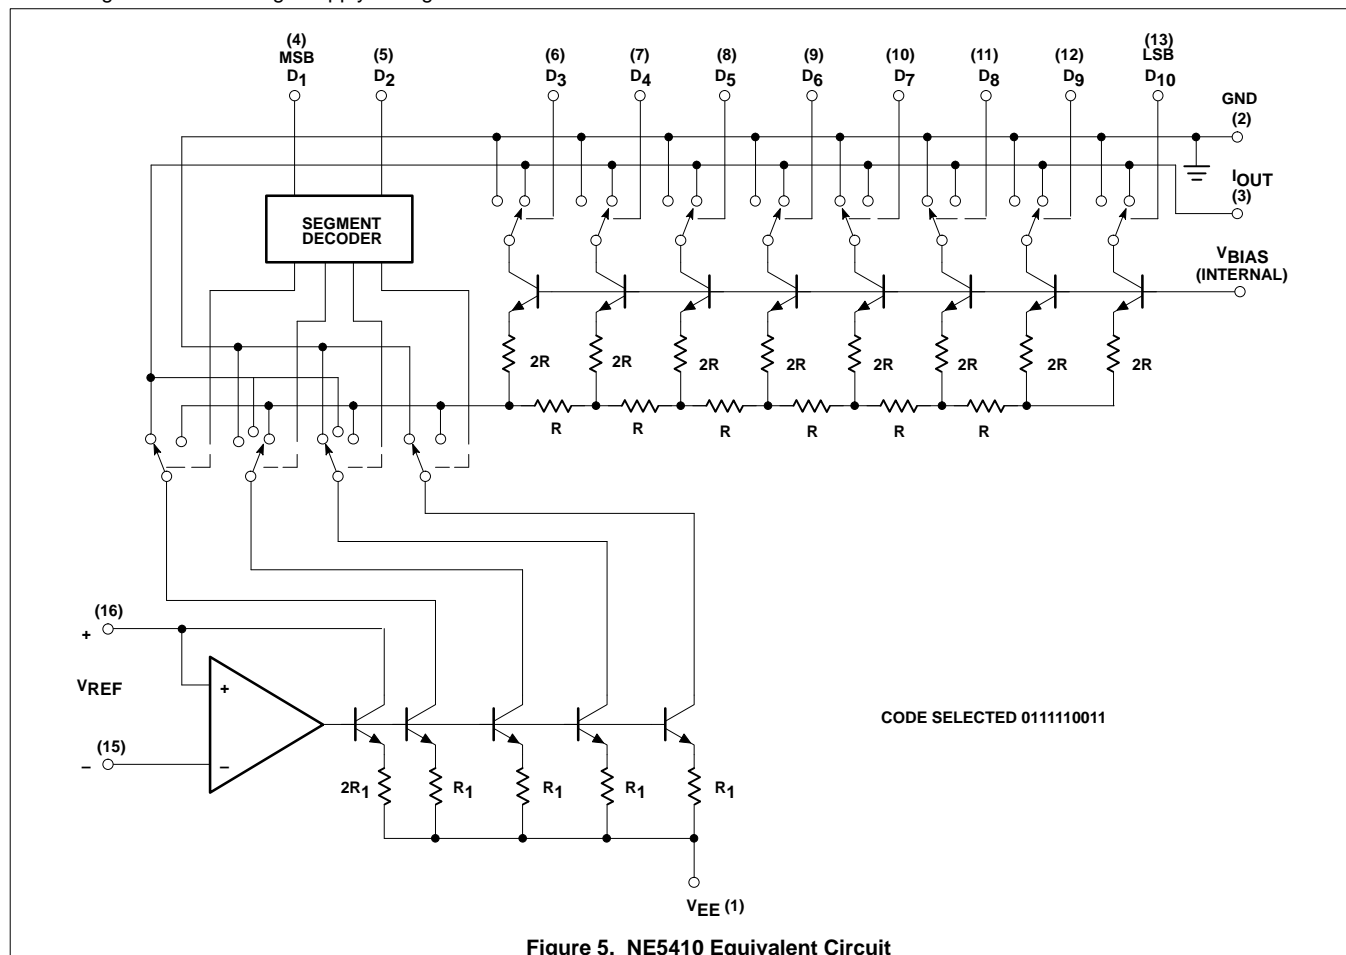 (4) (5) (6) (7) (8) (9) (10) (11) (12) (13)
MSB LSB
D1 D2 D3 D4 D5 D6 D7 D8 D9 D10
GND
(2)
IOUT
(3)
SEGMENT
DECODER
VBIAS
(INTERNAL)
2R 2R 2R 2R 2R 2R 2R 2R
R R R R R R
(16)
+
VREF
+
CODE SELECTED 0111110011
(15)
–
–
2R1 R1 R1 R1 R1
VEE (1)
Figure 5. NE5410 Equivalent Circuit